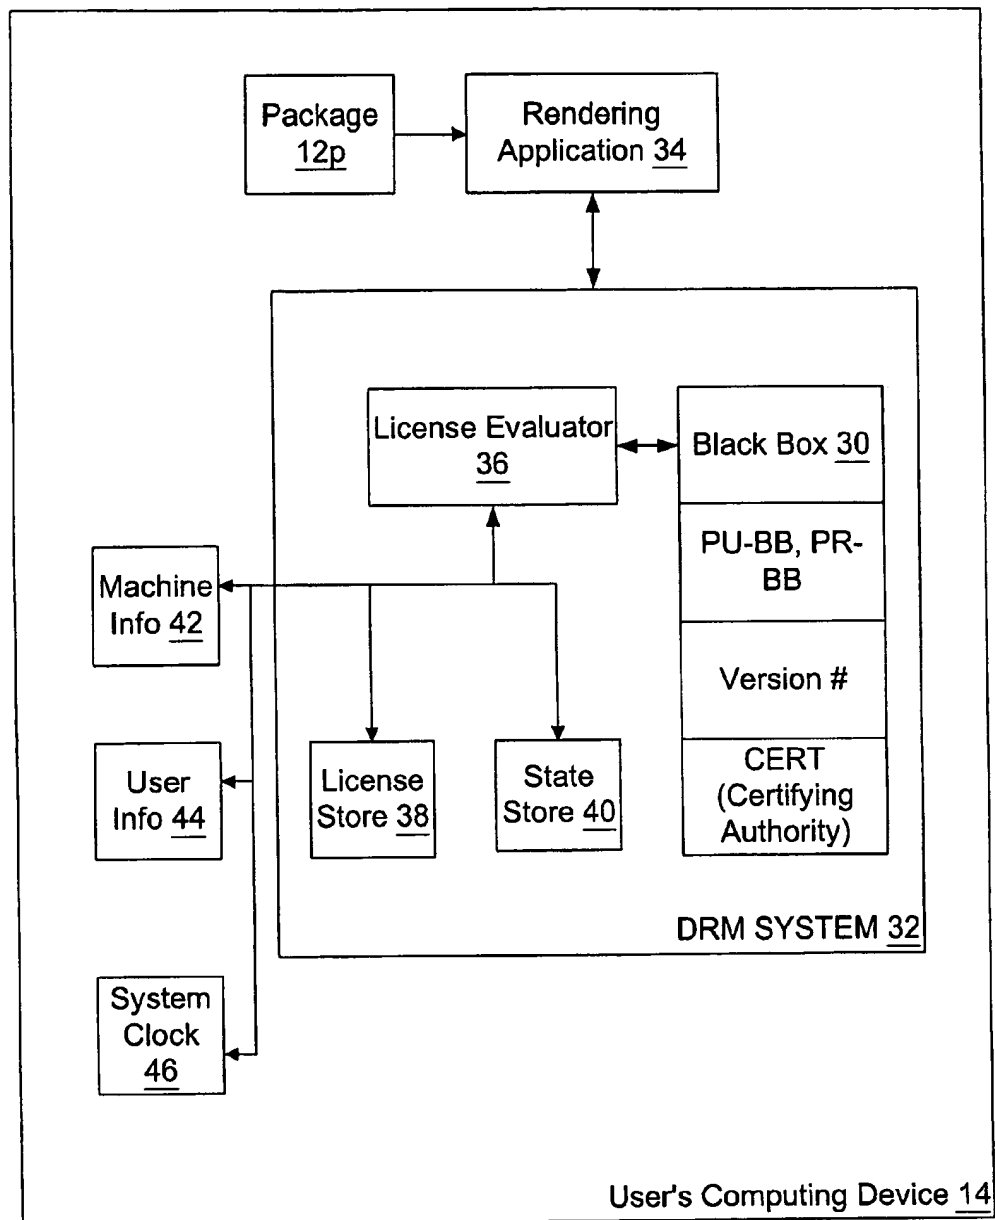 Package
12p
Rendering
Application 34
License Evaluator
36
Black Box 30
PU-BB, PR-
BB
Machine
Info 42
Version #
User
Info 44
License
Store 38
State
Store 40
CERT
(Certifying
Authority)
DRM SYSTEM 32
System
Clock
46
User's Computing Device 14